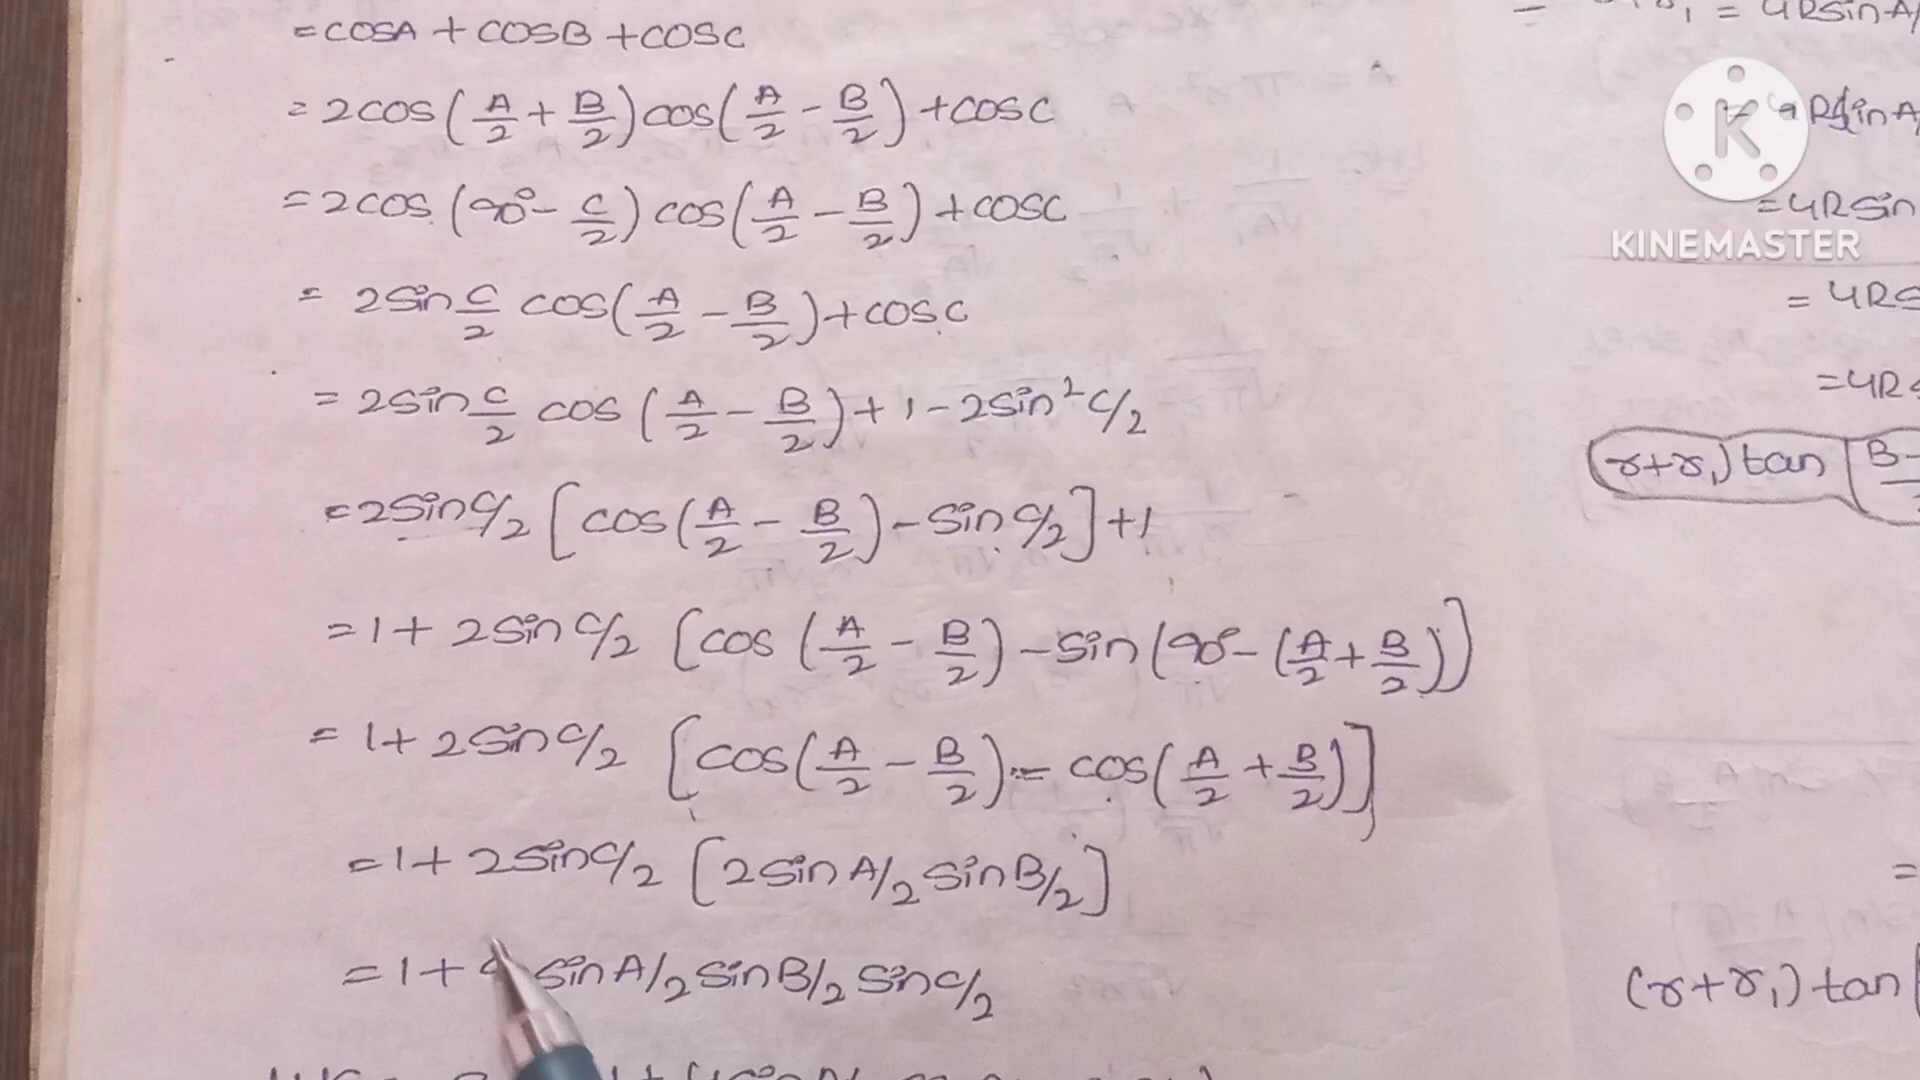 = cosA + cosB + cosC
= 2cos(A/2 + B/2)cos(A/2 - B/2) + cosC
= 2cos(90° - C/2) cos(A/2 - B/2) + cosC
= 2sin C/2 cos(A/2 - B/2) + cosC
= 2sin C/2 cos(A/2 - B/2) + 1 - 2sin² C/2
= 2sin C/2 [cos(A/2 - B/2) - sin C/2] + 1
= 1 + 2sin C/2 [cos(A/2 - B/2) - sin(90° - (A/2 + B/2))]
= 1 + 2sin C/2 [cos(A/2 - B/2) - cos(A/2 + B/2)]
= 1 + 2sin C/2 [2sin A/2 sin B/2]
= 1 + sin A/2 sin B/2 sin C/2
= 4RsinA/
KINEMASTER
= 4Rsin
= 4RS
= 4R
(r+r₁) tan (B-
=
(r+r₁) tan